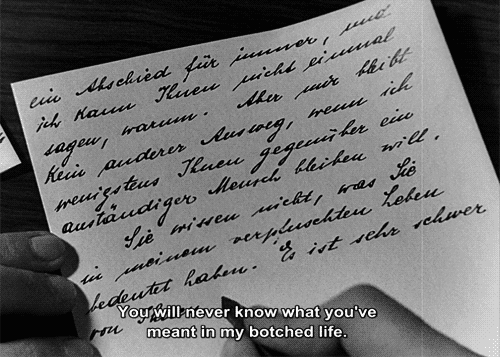 ein Abschied für immer, und
ich kann Ihnen nicht einmal
sagen, warum. Aber mir bleibt
kein anderer Ausweg, wenn ich
wenigstens Ihnen gegenüber ein
anständiger Mensch bleiben will.
Sie wissen nicht, was Sie
in meinem verpfuschten Leben
bedeutet haben. Es ist sehr schwer
von
You will never know what you've
meant in my botched life.